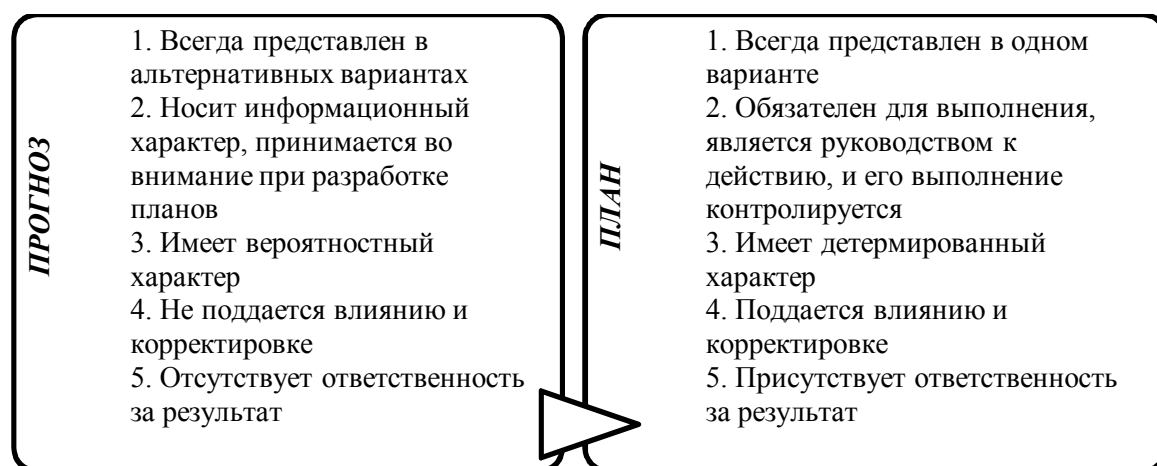 ПРОГНОЗ
1. Всегда представлен в
альтернативных вариантах
2. Носит информационный
характер, принимается во
внимание при разработке
планов
3. Имеет вероятностный
характер
4. Не поддается влиянию и
корректировке
5. Отсутствует ответственность
за результат
ПЛАН
1. Всегда представлен в одном
варианте
2. Обязателен для выполнения,
является руководством к
действию, и его выполнение
контролируется
3. Имеет детермированный
характер
4. Поддается влиянию и
корректировке
5. Присутствует ответственность
за результат